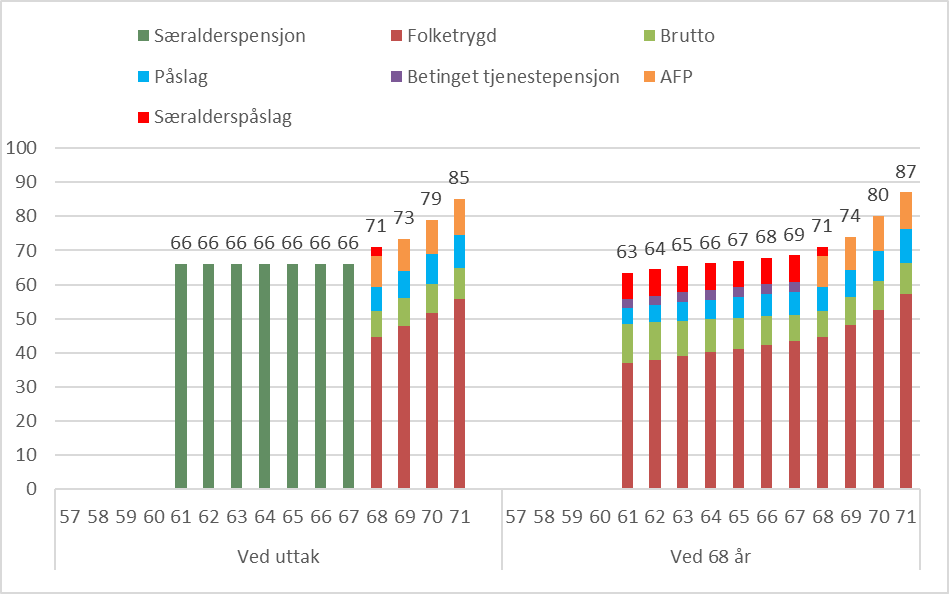 Særalderspensjon Folketrygd Brutto
Påslag Betinget tjenestepensjon AFP
Særalderspåslag
100
90
80
70
60
50
40
30
20
10
0
66 66 66 66 66 66 66 71 73 79 85
63 64 65 66 67 68 69 71 74 80 87
57 58 59 60 61 62 63 64 65 66 67 68 69 70 71 57 58 59 60 61 62 63 64 65 66 67 68 69 70 71
Ved uttak Ved 68 år